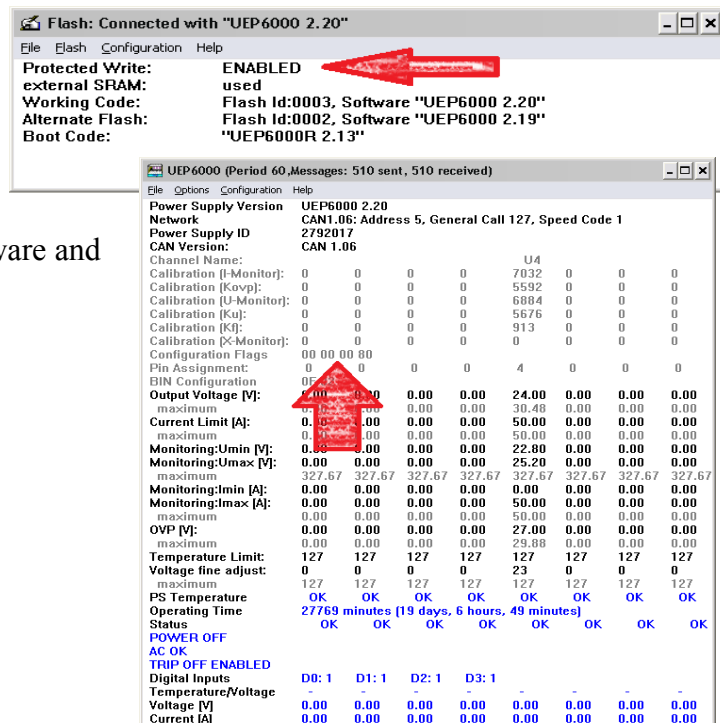 Flash: Connected with "UEP6000 2.20"
File Flash Configuration Help
Protected Write: ENABLED
external SRAM: used
Working Code: Flash Id:0003, Software "UEP6000 2.20"
Alternate Flash: Flash Id:0002, Software "UEP6000 2.19"
Boot Code: "UEP6000R 2.13"
UEP6000 (Period 60,Messages: 510 sent, 510 received)
File Options Configuration Help
Power Supply Version UEP6000 2.20
Network CAN1.06: Address 5, General Call 127, Speed Code 1
Power Supply ID 2792017
CAN Version: CAN 1.06
Channel Name: U4
Calibration (I-Monitor): 0 0 0 0 7032 0 0 0
Calibration (Kovp): 0 0 0 0 5592 0 0 0
Calibration (U-Monitor): 0 0 0 0 6884 0 0 0
Calibration (Ku): 0 0 0 0 5676 0 0 0
Calibration (Kf): 0 0 0 0 913 0 0 0
Calibration (X-Monitor): 0 0 0 0 0 0 0 0
Configuration Flags 00 00 00 80
Pin Assignment: 0 0 0 0 4 0 0 0
BIN Configuration
Output Voltage [V]: 0.00 0.00 0.00 24.00 0.00 0.00 0.00
maximum 0.00 0.00 30.48 0.00 0.00 0.00
Current Limit [A]: 0.00 0.00 50.00 0.00 0.00 0.00
maximum 0.00 0.00 50.00 0.00 0.00 0.00
Monitoring:Umin [V]: 0.00 0.00 0.00 22.80 0.00 0.00 0.00
Monitoring:Umax [V]: 0.00 0.00 0.00 0.00 25.20 0.00 0.00 0.00
maximum 327.67 327.67 327.67 327.67 327.67 327.67 327.67 327.67
Monitoring:Imin [A]: 0.00 0.00 0.00 0.00 0.00 0.00 0.00 0.00
Monitoring:Imax [A]: 0.00 0.00 0.00 0.00 50.00 0.00 0.00 0.00
maximum 0.00 0.00 0.00 0.00 50.00 0.00 0.00 0.00
OVP [V]: 0.00 0.00 0.00 0.00 27.00 0.00 0.00 0.00
maximum 0.00 0.00 0.00 0.00 29.88 0.00 0.00 0.00
Temperature Limit: 127 127 127 127 127 127 127 127
Voltage fine adjust: 0 0 0 0 23 0 0 0
maximum 127 127 127 127 127 127 127 127
PS Temperature OK OK OK OK OK OK OK OK
Operating Time 27769 minutes (19 days, 6 hours, 49 minutes)
Status OK OK OK OK OK OK OK OK
POWER OFF
AC OK
TRIP OFF ENABLED
Digital Inputs D0: 1 D1: 1 D2: 1 D3: 1
Temperature/Voltage - - - - - - - -
Voltage [V] 0.00 0.00 0.00 0.00 0.00 0.00 0.00 0.00
Current [A] 0.00 0.00 0.00 0.00 0.00 0.00 0.00 0.00
and